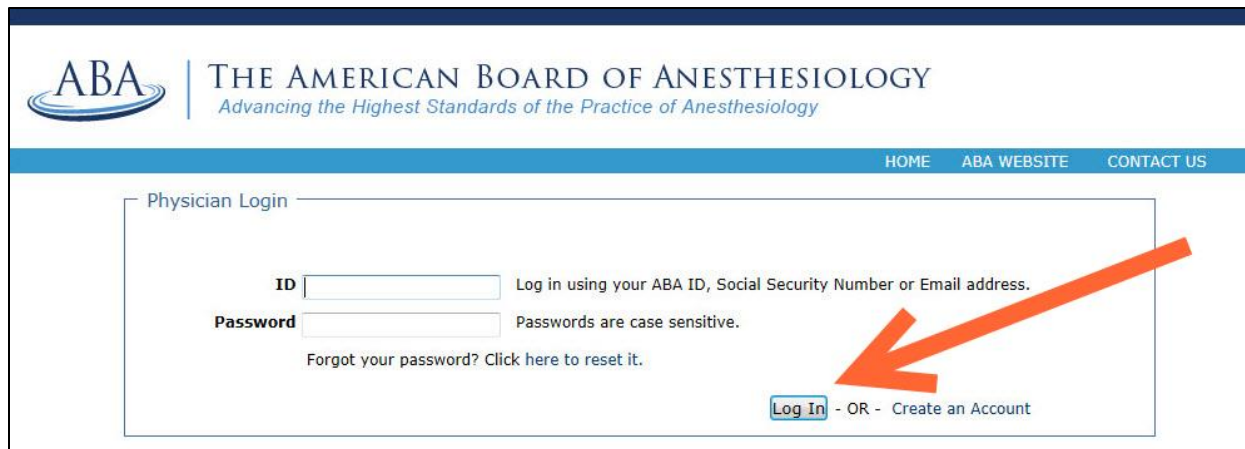 ABA
THE AMERICAN BOARD OF ANESTHESIOLOGY
Advancing the Highest Standards of the Practice of Anesthesiology
HOME ABA WEBSITE CONTACT US
Physician Login
ID Log in using your ABA ID, Social Security Number or Email address.
Password Passwords are case sensitive.
Forgot your password? Click here to reset it.
Log In - OR - Create an Account